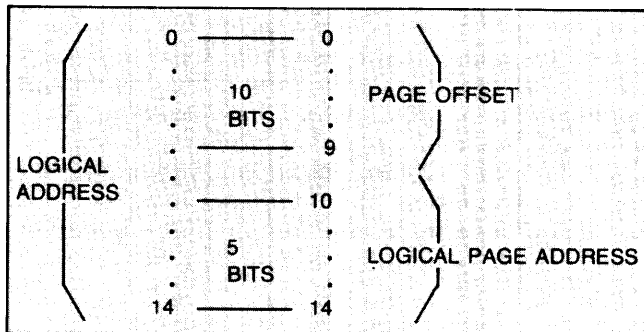 0 0
10
BITS
PAGE OFFSET
9
LOGICAL
ADDRESS
10
5
BITS
LOGICAL PAGE ADDRESS
14 14